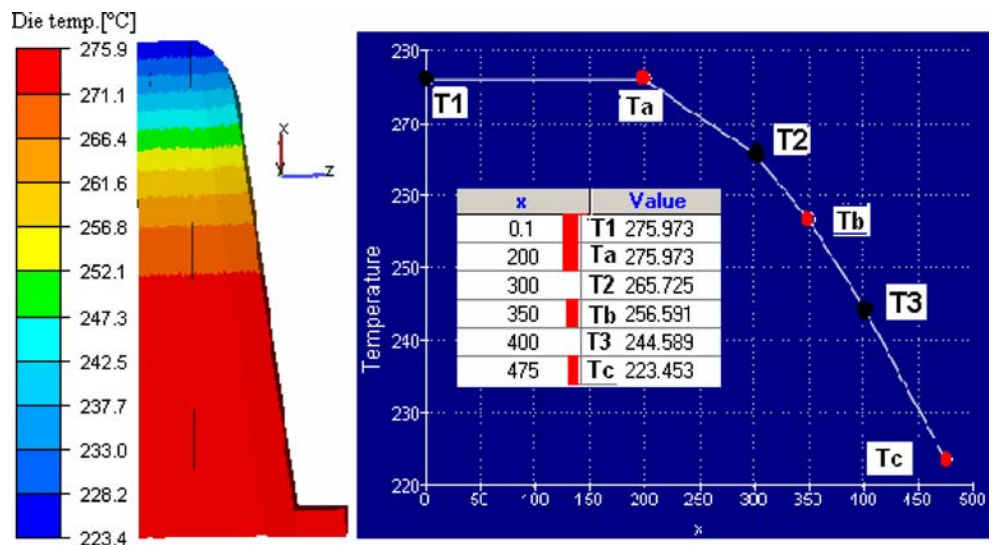 Die temp.[°C]
275.9
271.1
266.4
261.6
256.8
252.1
247.3
242.5
237.7
233.0
228.2
223.4
X
Y
Z
230
270
260
250
240
230
220
Temperature
T1
Ta
T2
Tb
T3
Tc
x Value
0.1 T1 275.973
200 Ta 275.973
300 T2 265.725
350 Tb 256.591
400 T3 244.589
475 Tc 223.453
0 50 100 150 200 250 300 350 400 450 500
x